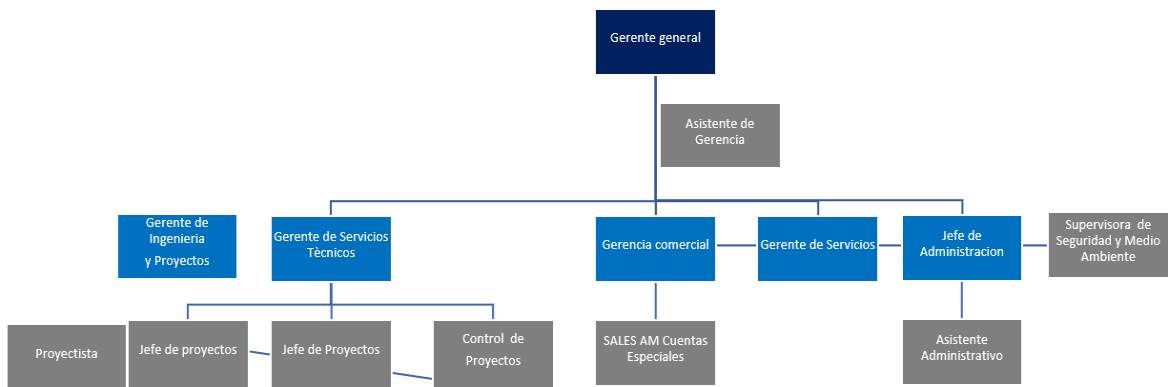 Gerente general
Asistente de
Gerencia
Gerente de
Ingenieria
y Proyectos
Gerente de Servicios
Tècnicos
Gerencia comercial
Gerente de Servicios
Jefe de
Administracion
Supervisora de
Seguridad y Medio
Ambiente
Proyectista
Jefe de proyectos
Jefe de Proyectos
Control de
Proyectos
SALES AM Cuentas
Especiales
Asistente
Administrativo